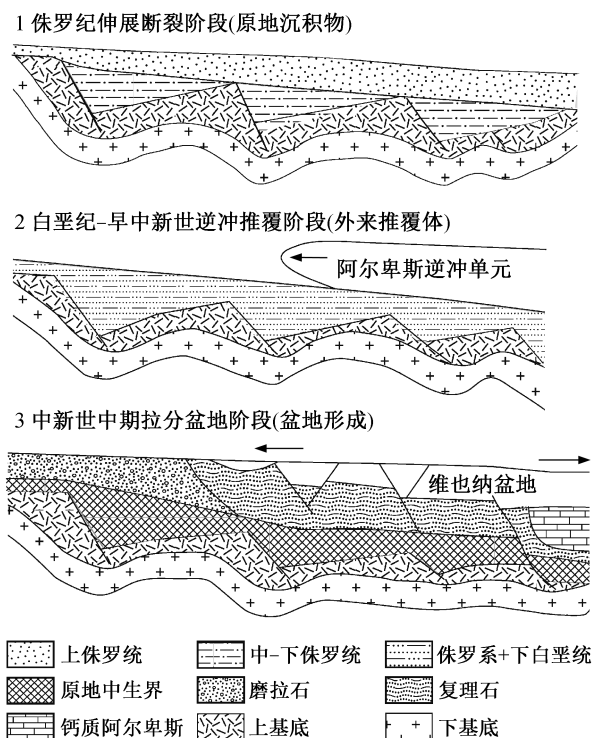 1 侏罗纪伸展断裂阶段(原地沉积物)
2 白垩纪-早中新世逆冲推覆阶段(外来推覆体)
阿尔卑斯逆冲单元
3 中新世中期拉分盆地阶段(盆地形成)
维也纳盆地
上侏罗统 中-下侏罗统 侏罗系+下白垩统
原地中生界 磨拉石 复理石
钙质阿尔卑斯 上基底 下基底